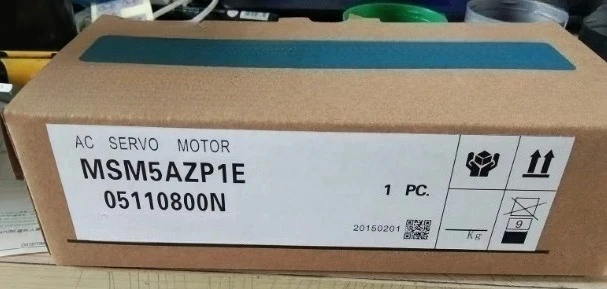 AC SERVO MOTOR
MSM5AZP1E
05110800N
1 PC.
20150201
Kg
9